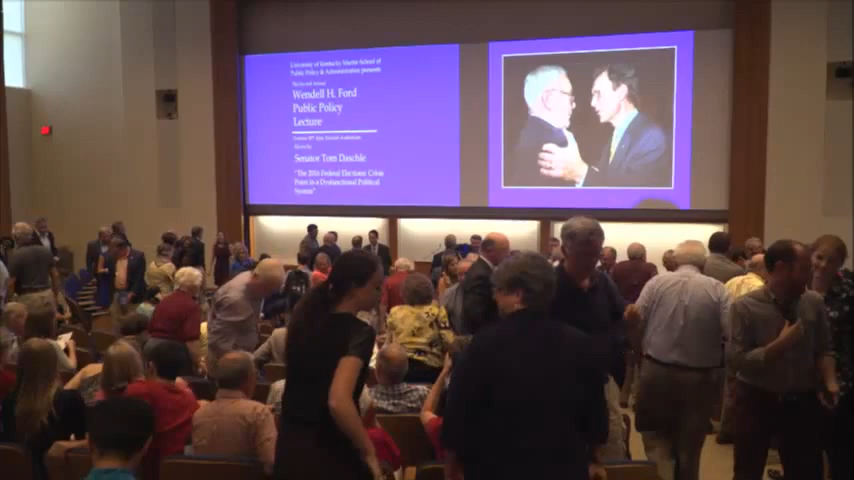 University of Kentucky Martin School of
Public Policy & Administration presents
Wendell H. Ford
Public Policy
Lecture
Senator Tom Daschle
"The 2016 Federal Elections: Crisis
Point in a Dysfunctional Political
System"